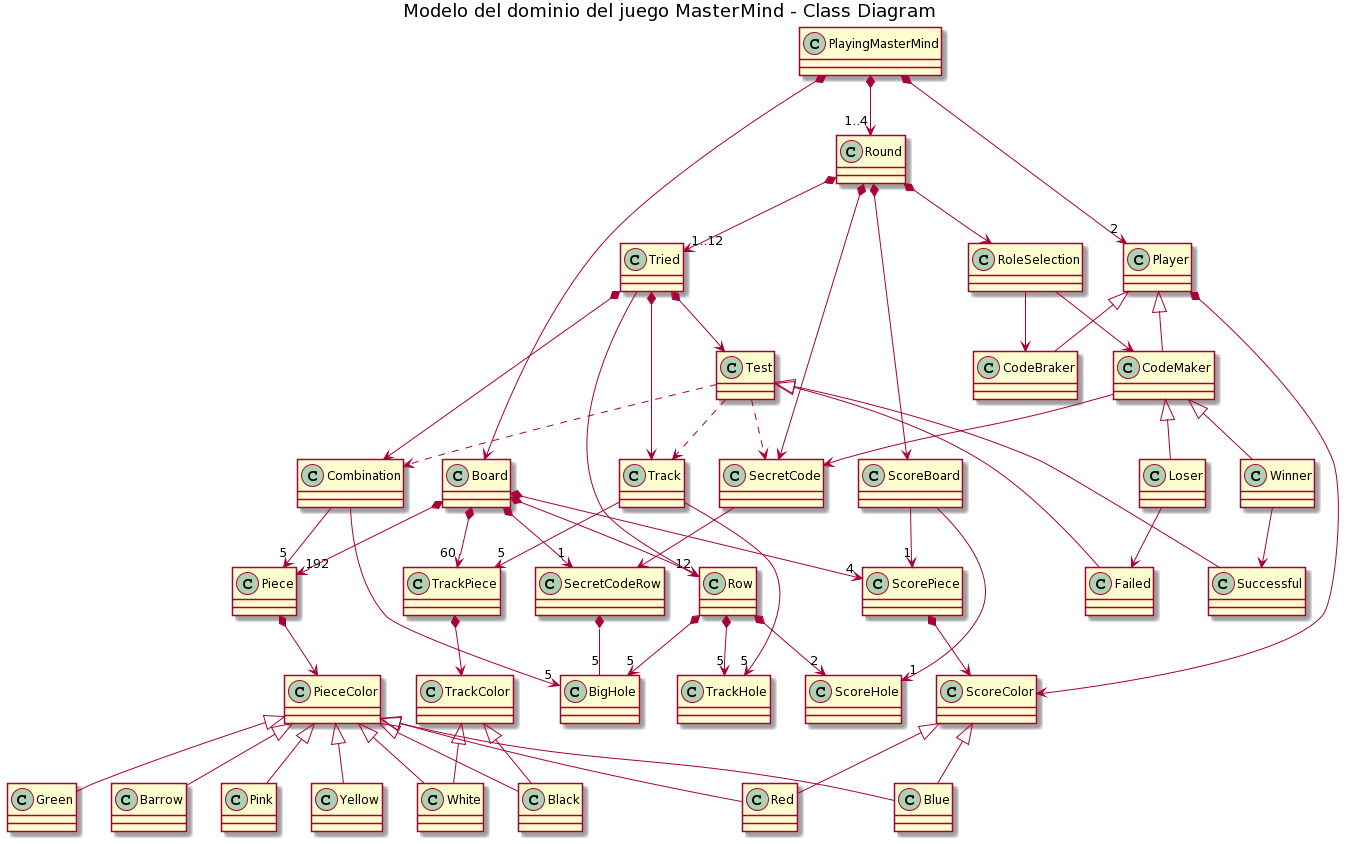 Modelo del dominio del juego MasterMind - Class Diagram
C PlayingMasterMind
1..4
C Round
1..12
2
C Tried
C RoleSelection
C Player
C Test
C CodeBraker
C CodeMaker
C Combination
C Board
C Track
C SecretCode
C ScoreBoard
C Loser
C Winner
5
192
60
5
1
12
4
1
C Piece
C TrackPiece
C SecretCodeRow
C Row
C ScorePiece
C Failed
C Successful
5
5
5
5
5
2
1
C PieceColor
C TrackColor
C BigHole
C TrackHole
C ScoreHole
C ScoreColor
C Green
C Barrow
C Pink
C Yellow
C White
C Black
C Red
C Blue